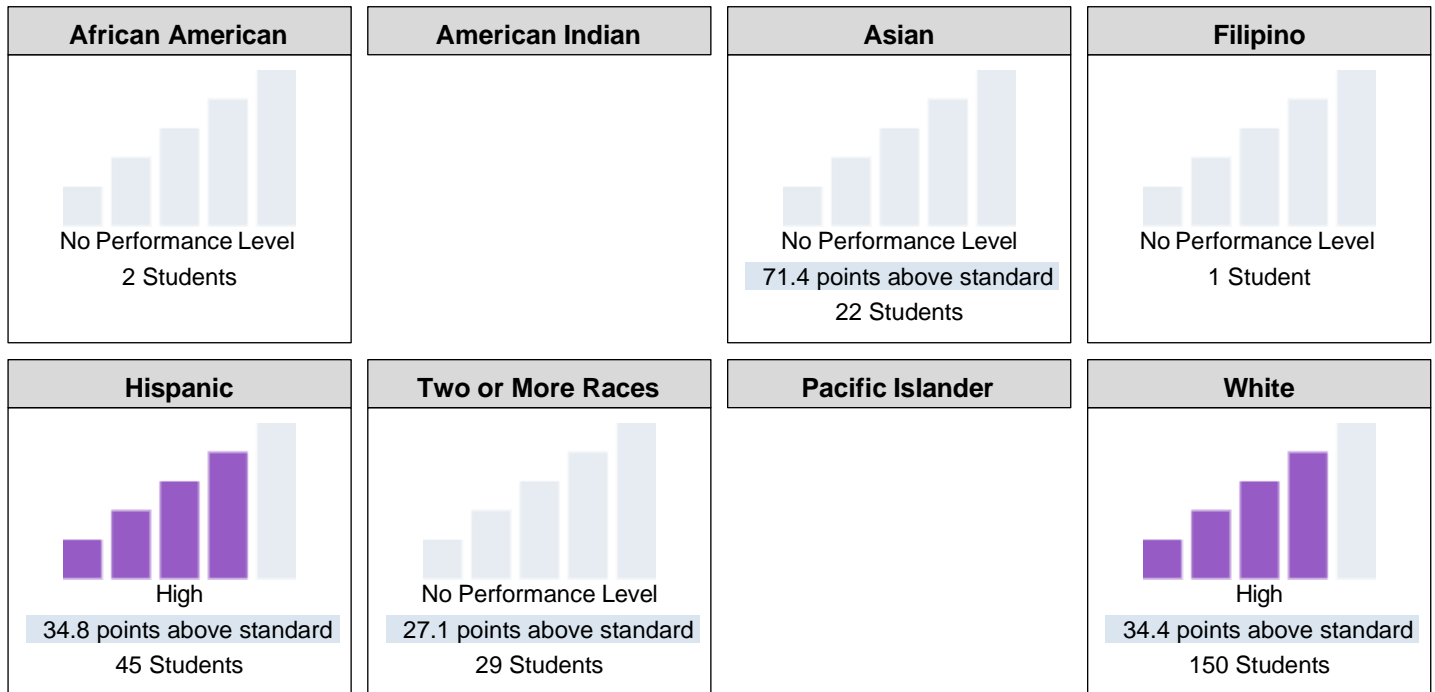 African American
No Performance Level
2 Students
American Indian
Asian
No Performance Level
71.4 points above standard
22 Students
Filipino
No Performance Level
1 Student
Hispanic
High
34.8 points above standard
45 Students
Two or More Races
No Performance Level
27.1 points above standard
29 Students
Pacific Islander
White
High
34.4 points above standard
150 Students